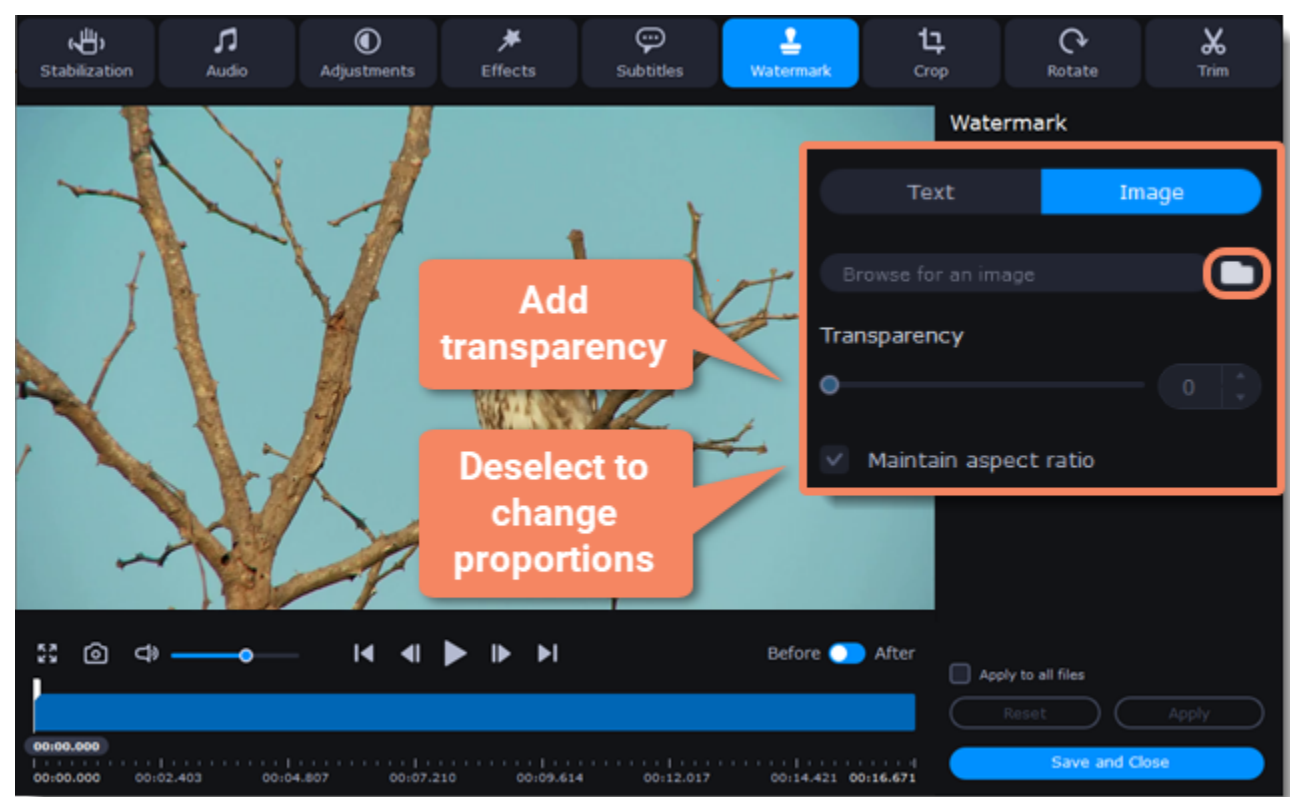 Stabilization
Audio
Adjustments
Effects
Subtitles
Watermark
Crop
Rotate
Trim
Watermark
Text
Image
Browse for an image
Add
transparency
Transparency
0
Deselect to
change
proportions
Maintain aspect ratio
Before
After
Apply to all files
Reset
Apply
00:00.000
00:00.000
00:02.403
00:04.807
00:07.210
00:09.614
00:12.017
00:14.421
00:16.671
Save and Close